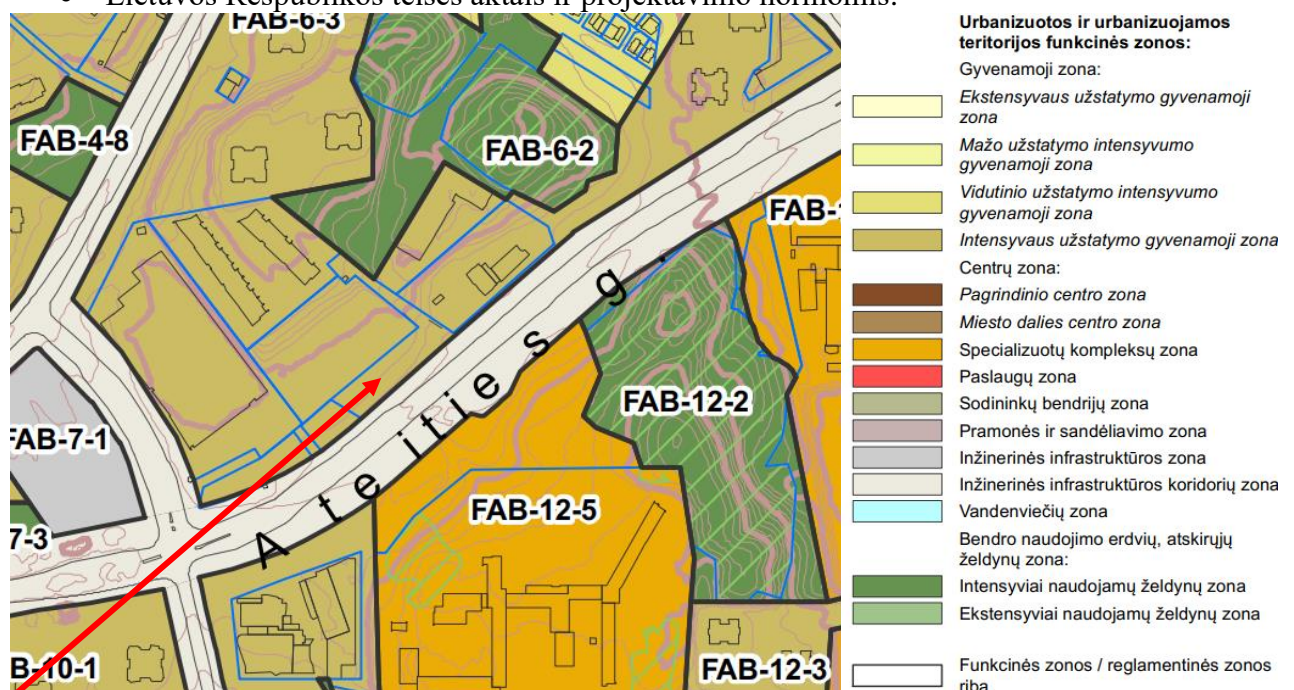 Lietuvos Respublikos teisės aktais ir projektavimo normomis.
FAB-6-3
FAB-4-8
FAB-6-2
FAB-
FAB-12-2
FAB-7-1
FAB-12-5
7-3
B-10-1
FAB-12-3
Ateities g.
Urbanizuotos ir urbanizuojamos
teritorijos funkcinės zonos:
Gyvenamoji zona:
Ekstensyvaus užstatymo gyvenamoji
zona
Mažo užstatymo intensyvumo
gyvenamoji zona
Vidutinio užstatymo intensyvumo
gyvenamoji zona
Intensyvaus užstatymo gyvenamoji zona
Centrų zona:
Pagrindinio centro zona
Miesto dalies centro zona
Specializuotų kompleksų zona
Paslaugų zona
Sodininkų bendrijų zona
Pramonės ir sandėliavimo zona
Inžinerinės infrastruktūros zona
Inžinerinės infrastruktūros koridorių zona
Vandenviečių zona
Bendro naudojimo erdvių, atskirųjų
želdynų zona:
Intensyviai naudojamų želdynų zona
Ekstensyviai naudojamų želdynų zona
Funkcinės zonos / reglamentinės zonos
riba